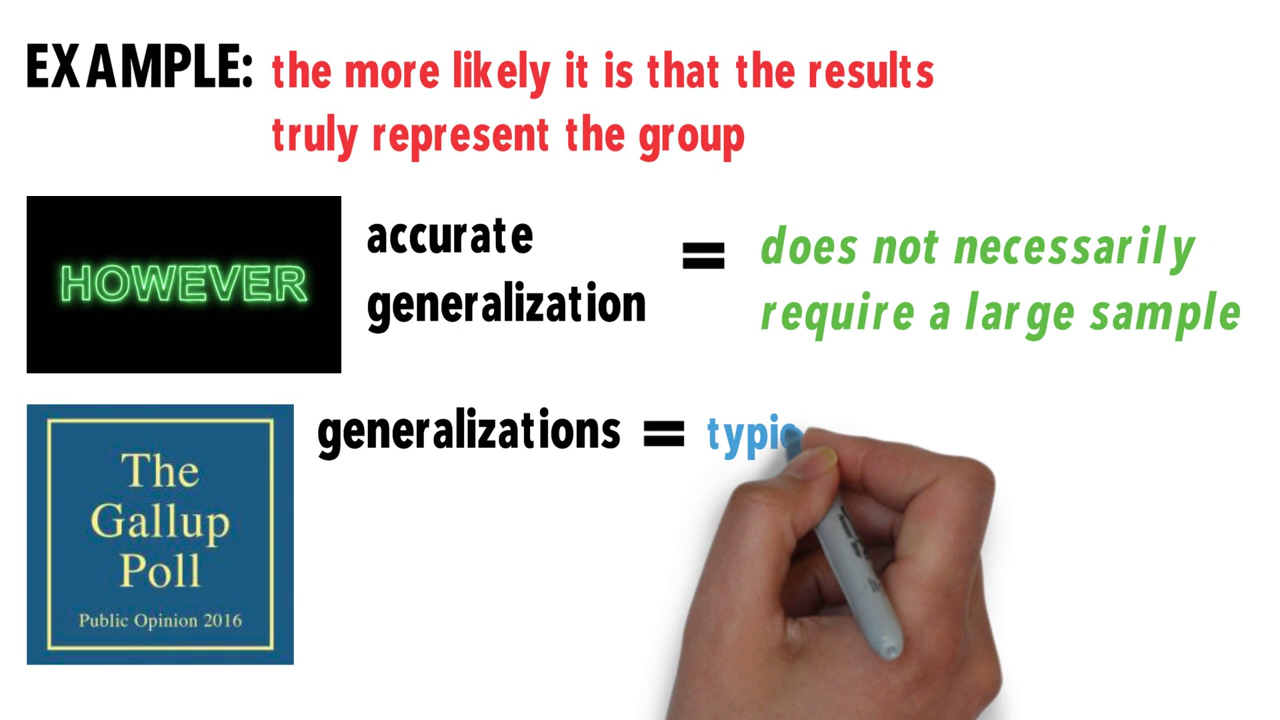 EXAMPLE: the more likely it is that the results
truly represent the group
HOWEVER
accurate
generalization
=
does not necessarily
require a large sample
The
Gallup
Poll
Public Opinion 2016
generalizations =